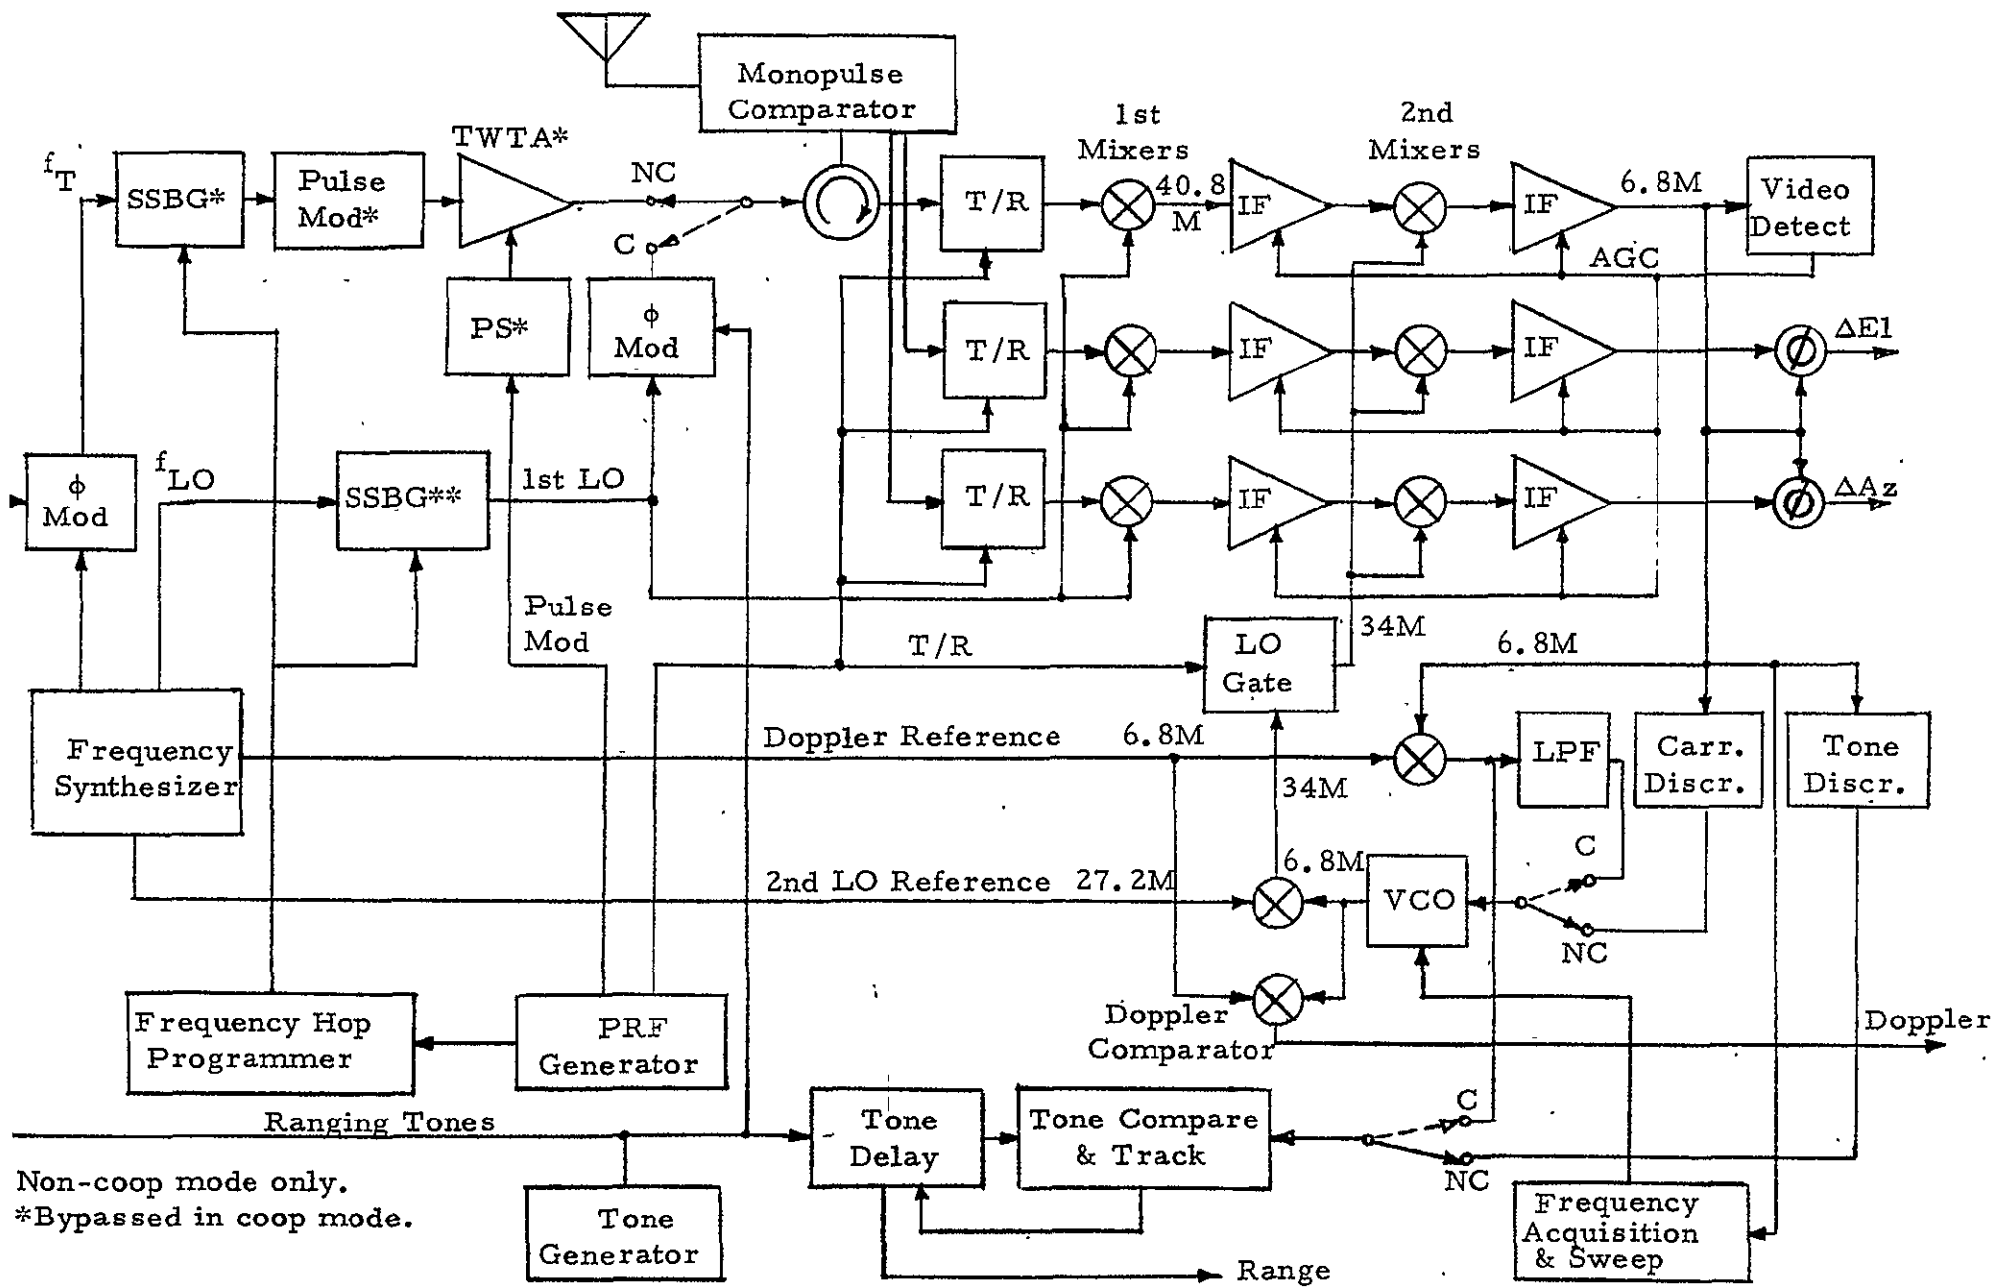 Monopulse
Comparator
1st
Mixers
2nd
Mixers
TWTA*
f_T
SSBG*
Pulse
Mod*
NC
C
T/R
40.8
M
IF
IF
6.8M
Video
Detect
AGC
PS*
ϕ
Mod
T/R
IF
IF
ΔEl
ϕ
Mod
f_LO
SSBG**
1st LO
T/R
IF
IF
ΔAz
Pulse
Mod
T/R
LO
Gate
34M
6.8M
Frequency
Synthesizer
Doppler Reference 6.8M
34M
LPF
Carr.
Discr.
Tone
Discr.
2nd LO Reference 27.2M
6.8M
VCO
C
NC
Frequency Hop
Programmer
PRF
Generator
Doppler
Comparator
Doppler
Ranging Tones
Tone
Delay
Tone Compare
& Track
C
NC
Non-coop mode only.
*Bypassed in coop mode.
Tone
Generator
Frequency
Acquisition
& Sweep
Range